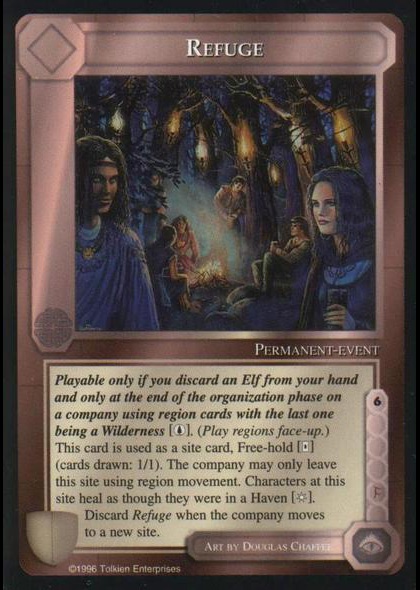 REFUGE
PERMANENT-EVENT
Playable only if you discard an Elf from your hand
and only at the end of the organization phase on
a company using region cards with the last one
being a Wilderness [ ]. (Play regions face-up.)
This card is used as a site card, Free-hold [ ]
(cards drawn: 1/1). The company may only leave
this site using region movement. Characters at this
site heal as though they were in a Haven [ ].
Discard Refuge when the company moves
to a new site.
6
ART BY DOUGLAS CHAFFEE
©1996 Tolkien Enterprises